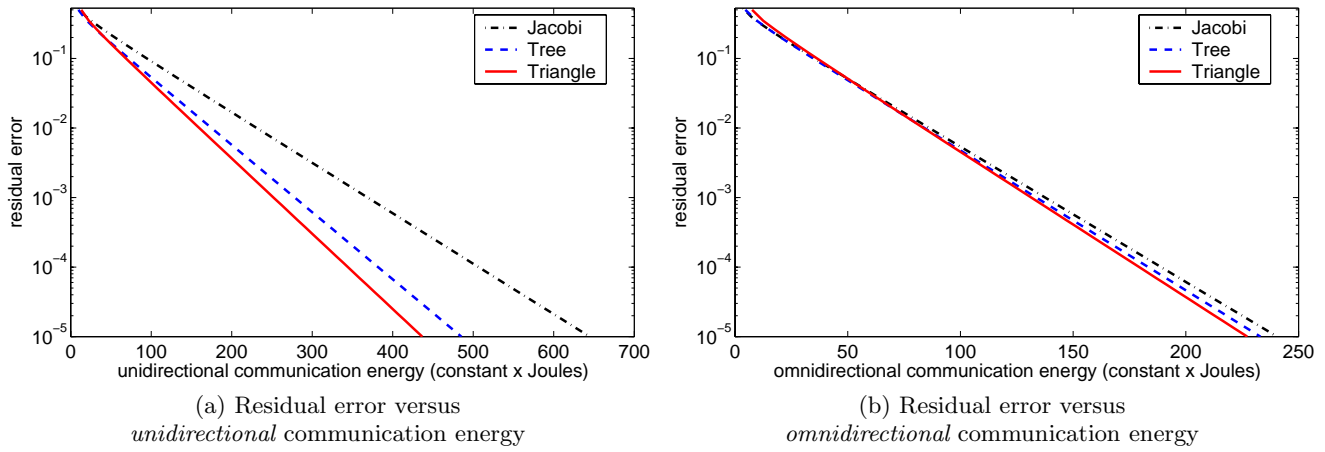 Jacobi
Tree
Triangle
residual error
10^−1
10^−2
10^−3
10^−4
10^−5
0 100 200 300 400 500 600 700
unidirectional communication energy (constant x Joules)
(a) Residual error versus
unidirectional communication energy
Jacobi
Tree
Triangle
residual error
10^−1
10^−2
10^−3
10^−4
10^−5
0 50 100 150 200 250
omnidirectional communication energy (constant x Joules)
(b) Residual error versus
omnidirectional communication energy